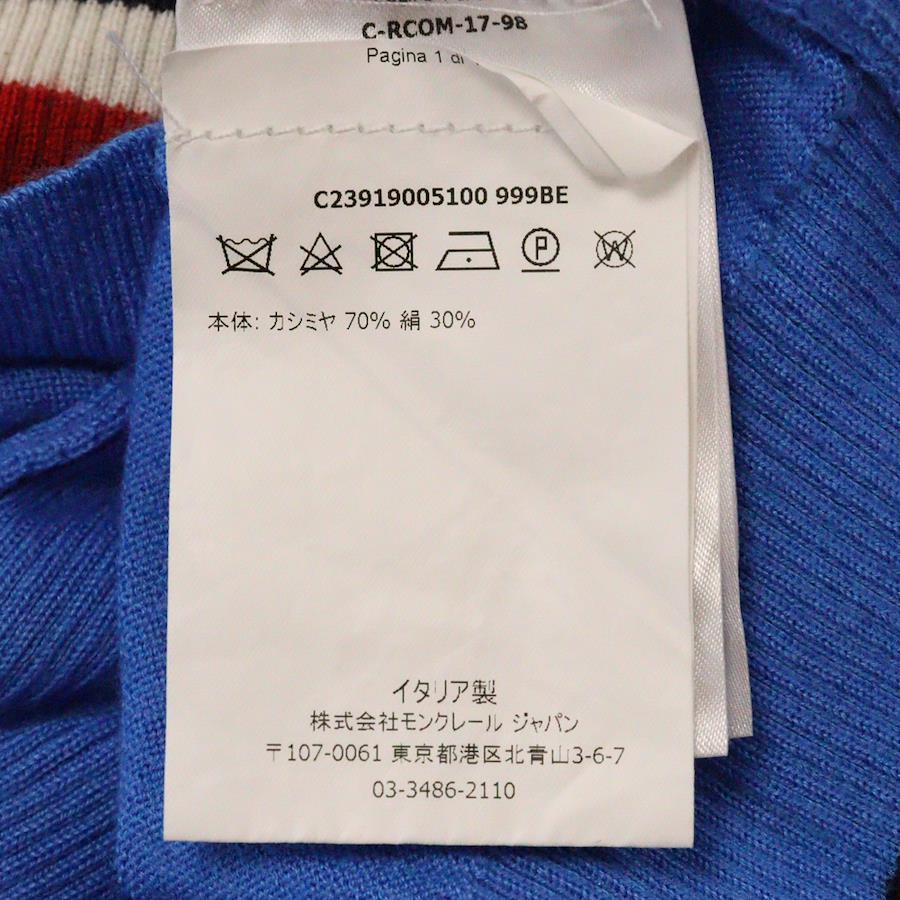 C-RCOM-17-98
Pagina 1 di
C23919005100 999BE
P W
本体: カシミヤ 70% 絹 30%
イタリア製
株式会社モンクレール ジャパン
〒107-0061 東京都港区北青山3-6-7
03-3486-2110